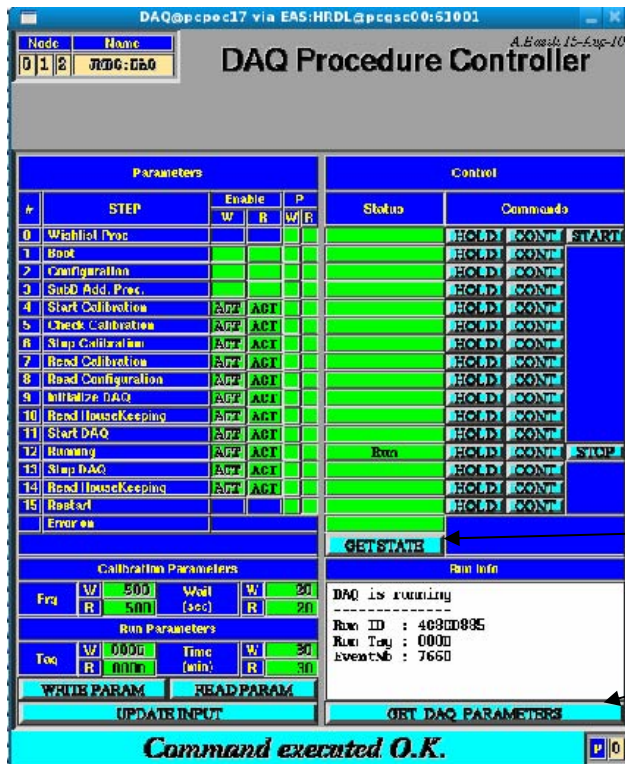 DAQ@pcpoc17 via EAS:HRDL@pcgsc00:61001
Node Name
0 1 2 JMDC:DAQ
DAQ Procedure Controller
15-Aug-10
Parameters Control
# STEP Enable P Status Commands
W R W R
0 Wishlist Proc HOLD! CONT! START!
1 Boot HOLD! CONT!
2 Configuration HOLD! CONT!
3 SubD Add. Proc. HOLD! CONT!
4 Start Calibration ACT ACT HOLD! CONT!
5 Check Calibration ACT ACT HOLD! CONT!
6 Stop Calibration ACT ACT HOLD! CONT!
7 Read Calibration ACT ACT HOLD! CONT!
8 Read Configuration ACT ACT HOLD! CONT!
9 Initialize DAQ ACT ACT HOLD! CONT!
10 Read HouseKeeping ACT ACT HOLD! CONT!
11 Start DAQ ACT ACT HOLD! CONT!
12 Running ACT ACT Run HOLD! CONT! STOP!
13 Stop DAQ ACT ACT HOLD! CONT!
14 Read HouseKeeping ACT ACT HOLD! CONT!
15 Restart HOLD! CONT!
Error on
GET STATE
Calibration Parameters Run Info
Frq W 500 Wait W 20
R 500 (sec) R 20
DAQ is running
--------------
Run Parameters
Run ID :
Run Tag : 0000
EventNb : 7660
Tag W 0000 Time W 30
R 0000 (min) R 30
WRITE PARAM READ PARAM
UPDATE INPUT GET DAQ PARAMETERS
Command executed O.K. P 0